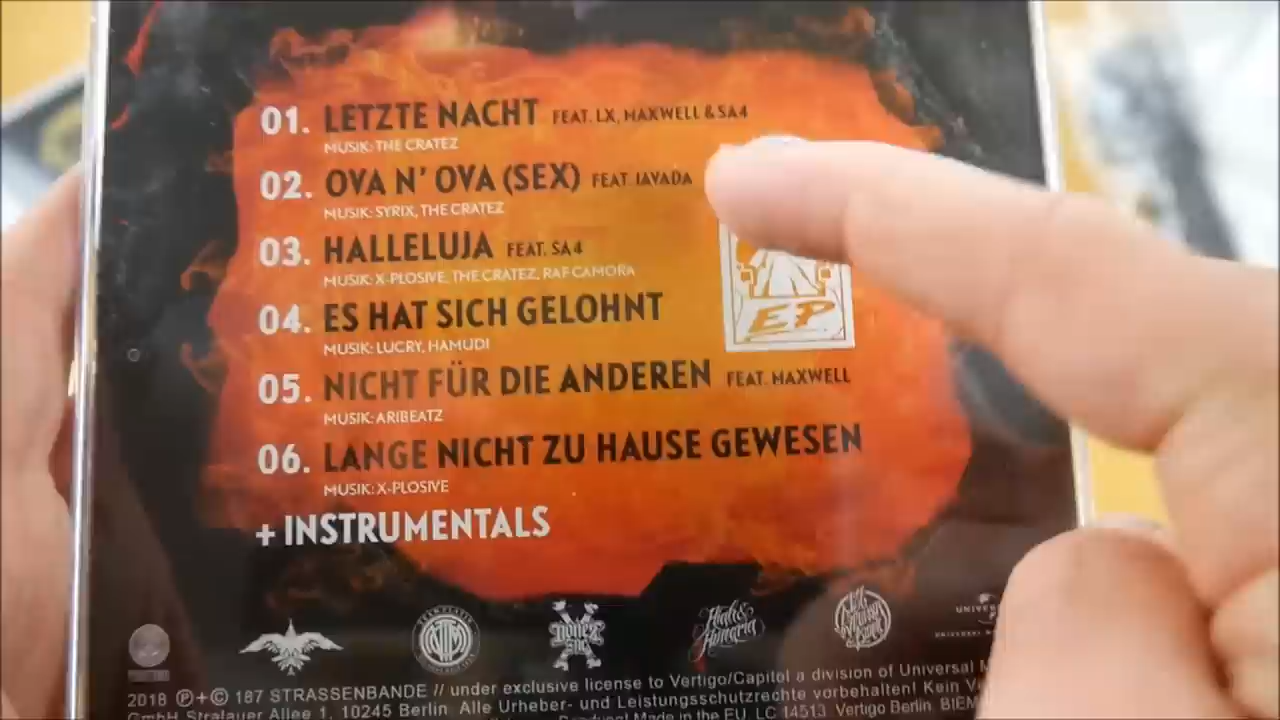 01. LETZTE NACHT FEAT. LX, MAXWELL & SA4
MUSIK: THE CRATEZ
02. OVA N' OVA (SEX) FEAT. IAVADA
MUSIK: SYRIX, THE CRATEZ
03. HALLELUJA FEAT. SA4
MUSIK: X-PLOSIVE, THE CRATEZ, RAF CAMORA
04. ES HAT SICH GELOHNT
MUSIK: LUCRY, HAMUDI
EP
05. NICHT FÜR DIE ANDEREN FEAT. MAXWELL
MUSIK: ARIBEATZ
06. LANGE NICHT ZU HAUSE GEWESEN
MUSIK: X-PLOSIVE
+ INSTRUMENTALS
2018 ℗+© 187 STRASSENBANDE // under exclusive license to Vertigo/Capitol a division of Universal
GmbH Stralauer Allee 1, 10245 Berlin Alle Urheber- und Leistungsschutzrechte vorbehalten! Kein
Made in the EU. LC 14513 Vertigo Berlin BIEM